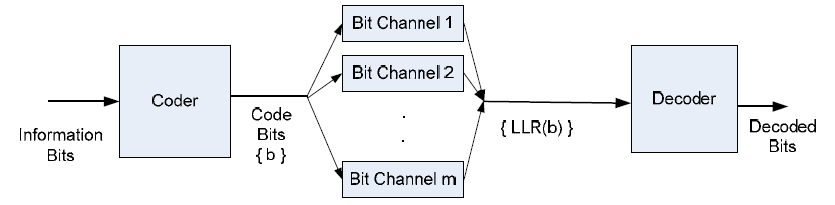 Bit Channel 1
Bit Channel 2
.
.
Bit Channel m
Coder
Decoder
Information
Bits
Code
Bits
{ b }
{ LLR(b) }
Decoded
Bits